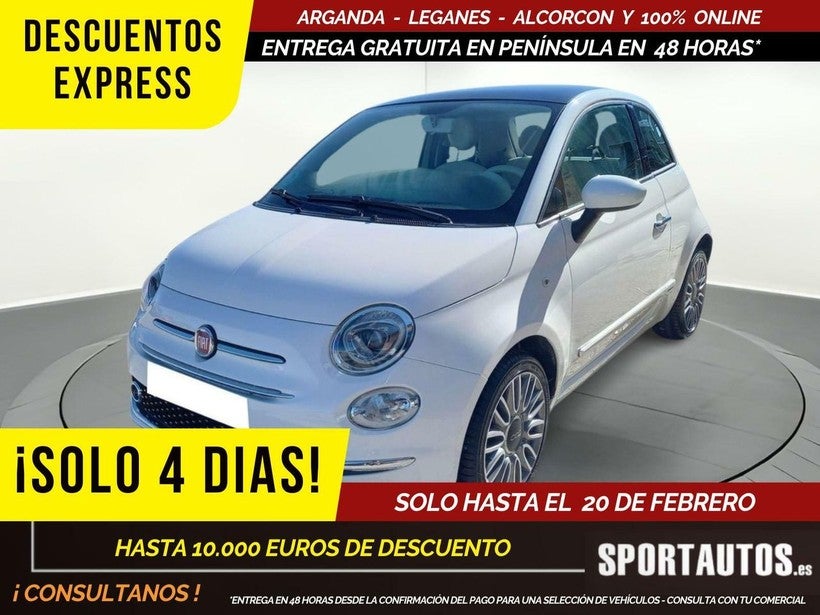 DESCUENTOS
EXPRESS
ARGANDA - LEGANES - ALCORCON Y 100% ONLINE
ENTREGA GRATUITA EN PENÍNSULA EN 48 HORAS*
FIAT
¡SOLO 4 DIAS!
SOLO HASTA EL 20 DE FEBRERO
HASTA 10.000 EUROS DE DESCUENTO
SPORTAUTOS.es
¡ CONSULTANOS !
*ENTREGA EN 48 HORAS DESDE LA CONFIRMACIÓN DEL PAGO PARA UNA SELECCIÓN DE VEHÍCULOS - CONSULTA CON TU COMERCIAL